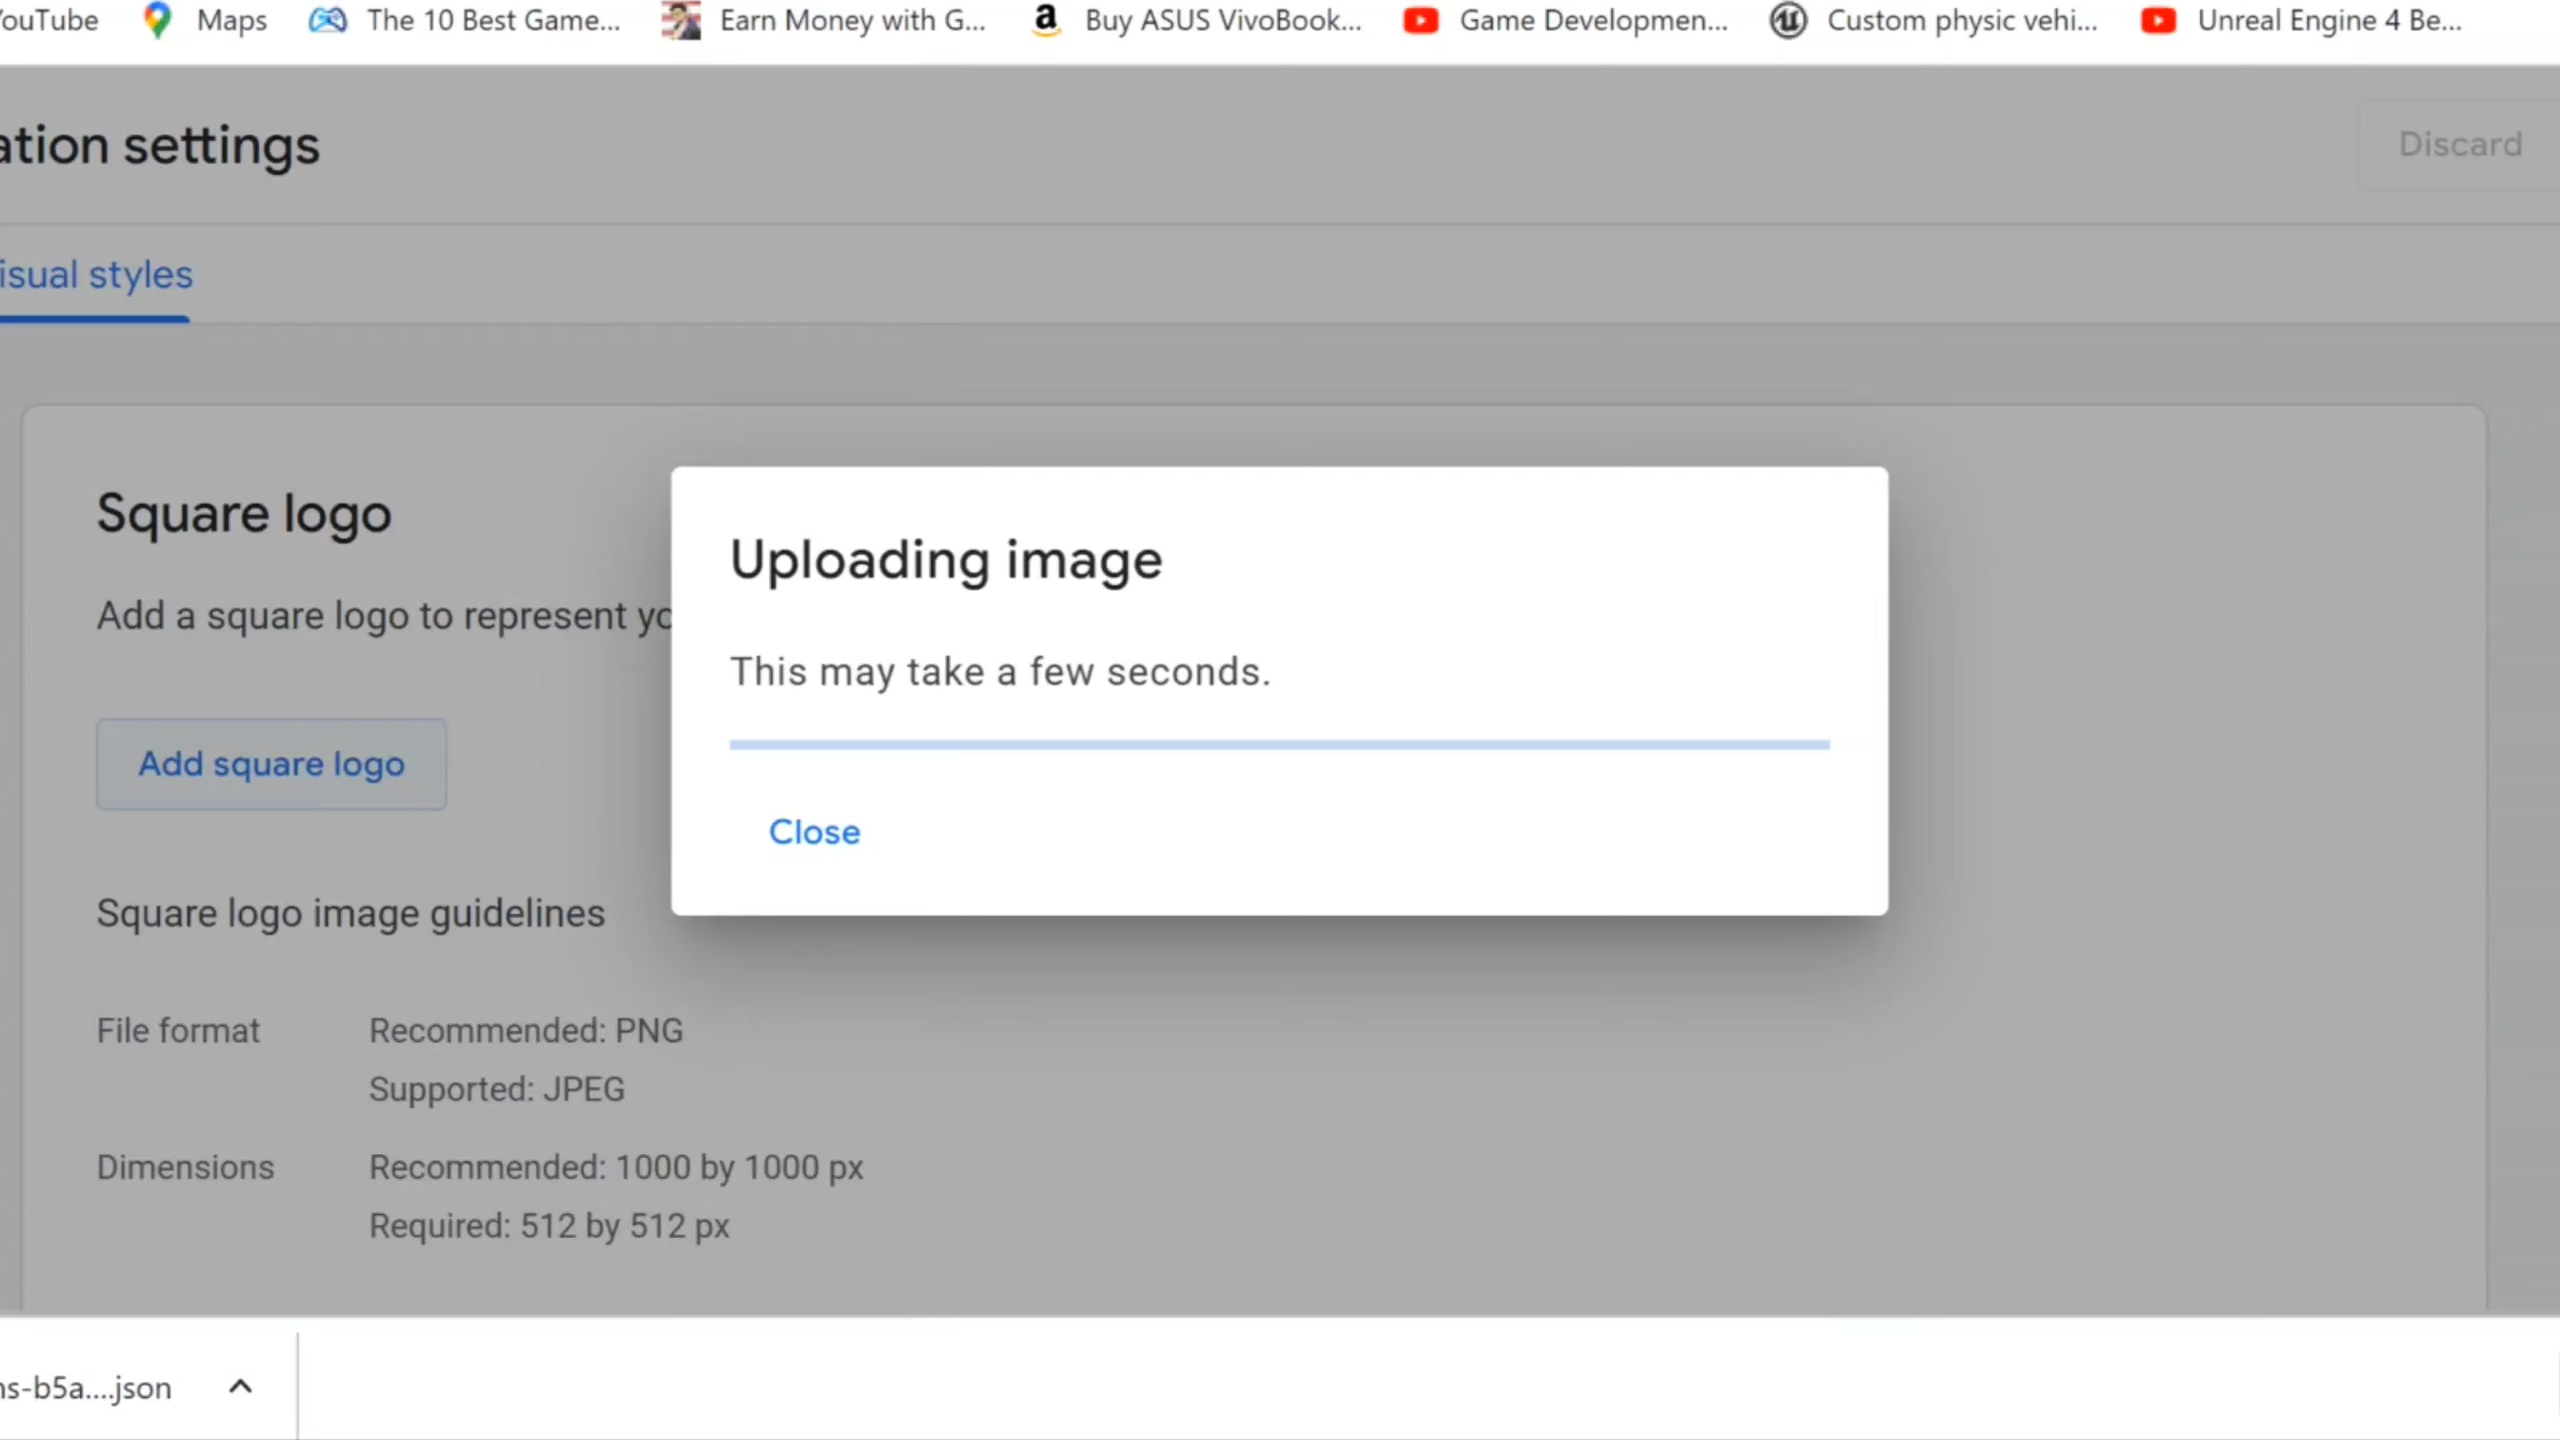 YouTube Maps The 10 Best Game... Earn Money with G... Buy ASUS VivoBook... Game Developmen... Custom physic vehi... Unreal Engine 4 Be...
ation settings
Discard
isual styles
Square logo
Add a square logo to represent yo
Uploading image
This may take a few seconds.
Close
Add square logo
Square logo image guidelines
File format Recommended: PNG
Supported: JPEG
Dimensions Recommended: 1000 by 1000 px
Required: 512 by 512 px
ns-b5a....json